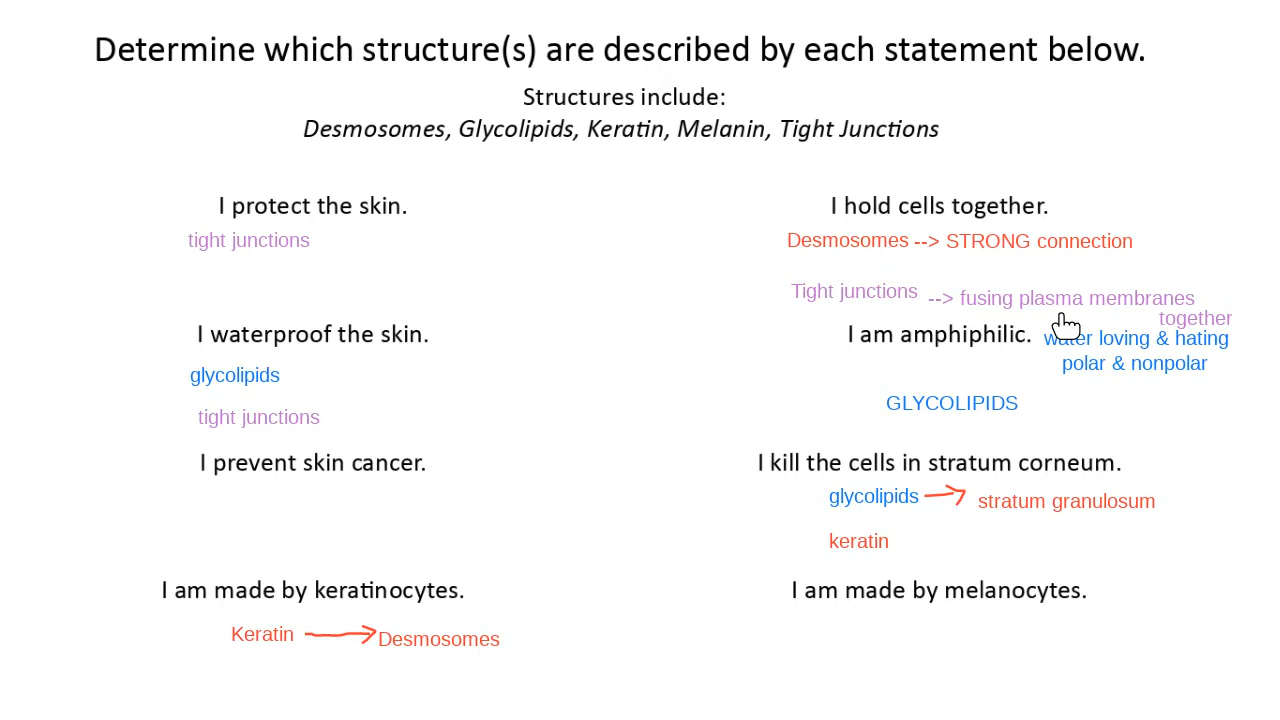 Determine which structure(s) are described by each statement below.
Structures include:
Desmosomes, Glycolipids, Keratin, Melanin, Tight Junctions
I protect the skin.
tight junctions
I hold cells together.
Desmosomes --> STRONG connection
Tight junctions --> fusing plasma membranes
together
I waterproof the skin.
glycolipids
tight junctions
I am amphiphilic.
water loving & hating
polar & nonpolar
GLYCOLIPIDS
I prevent skin cancer.
I kill the cells in stratum corneum.
glycolipids stratum granulosum
keratin
I am made by keratinocytes.
Keratin Desmosomes
I am made by melanocytes.